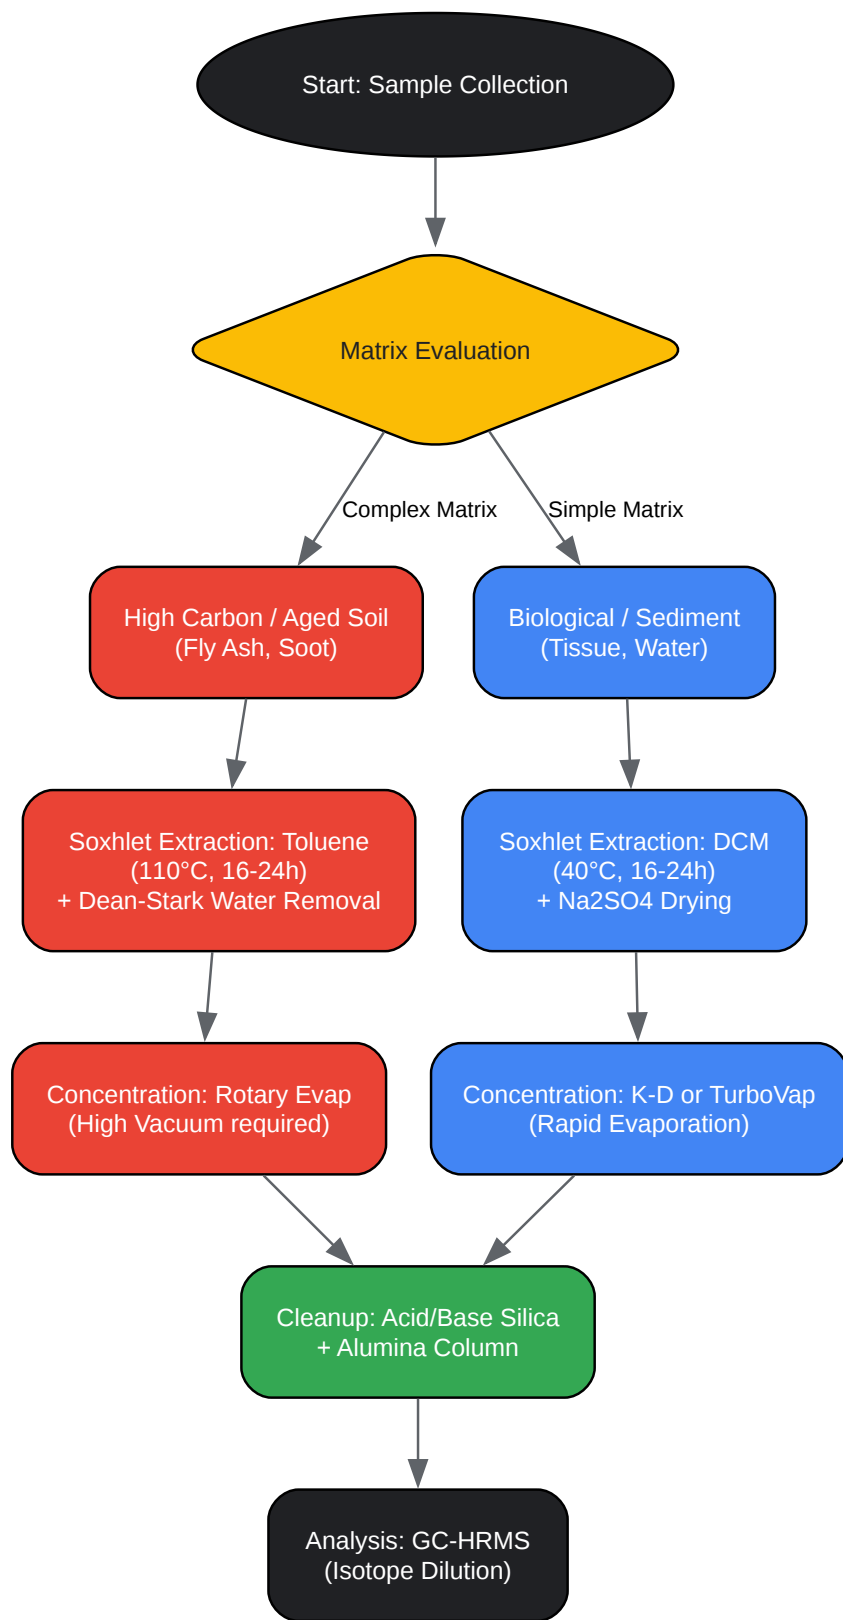 Start: Sample Collection
Matrix Evaluation
Complex Matrix
Simple Matrix
High Carbon / Aged Soil
(Fly Ash, Soot)
Biological / Sediment
(Tissue, Water)
Soxhlet Extraction: Toluene
(110°C, 16-24h)
+ Dean-Stark Water Removal
Soxhlet Extraction: DCM
(40°C, 16-24h)
+ Na2SO4 Drying
Concentration: Rotary Evap
(High Vacuum required)
Concentration: K-D or TurboVap
(Rapid Evaporation)
Cleanup: Acid/Base Silica
+ Alumina Column
Analysis: GC-HRMS
(Isotope Dilution)